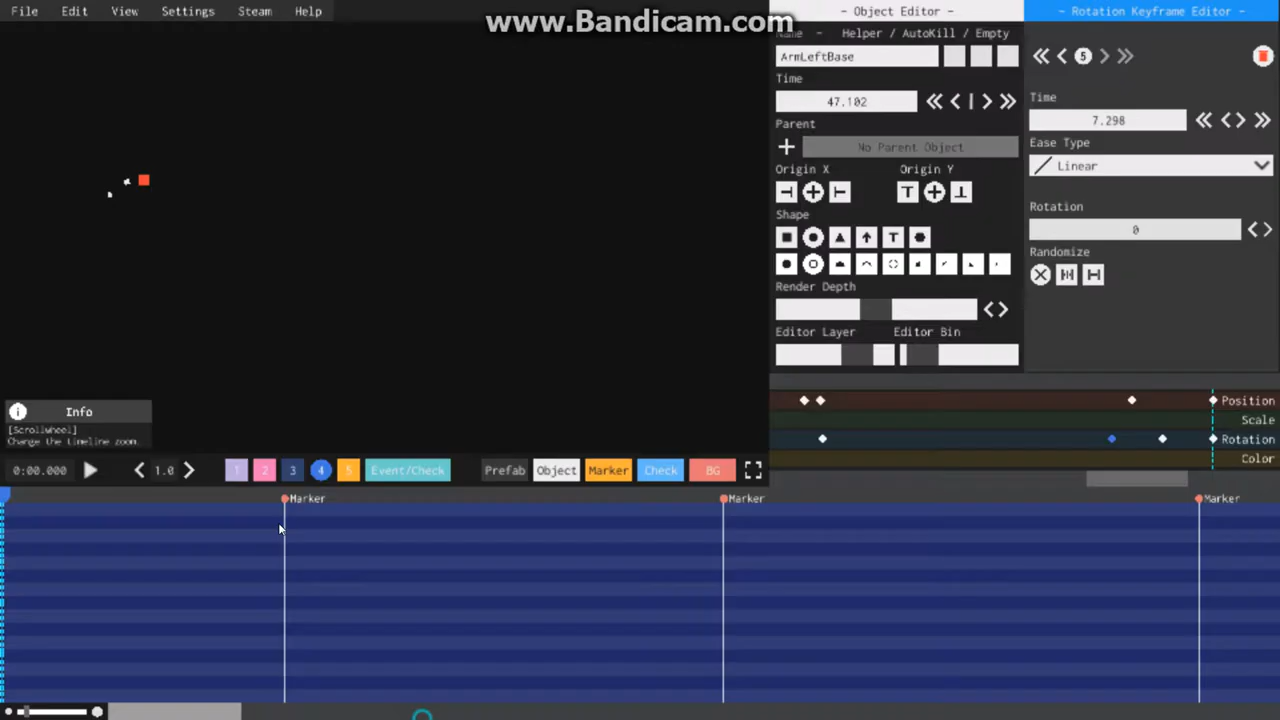 File Edit View Settings Steam Help
www.Bandicam.com
- Object Editor -
Name - Helper / AutoKill / Empty
ArmLeftBase
Time
47.102
Parent
No Parent Object
Origin X Origin Y
Shape
Render Depth
Editor Layer Editor Bin
- Rotation Keyframe Editor -
5
Time
7.298
Ease Type
Linear
Rotation
0
Randomize
Info
[Scrollwheel]
Change the timeline zoom.
Position
Scale
Rotation
Color
0:00.000 1.0 1 2 3 4 5 Event/Check Prefab Object Marker Check BG
Marker Marker Marker